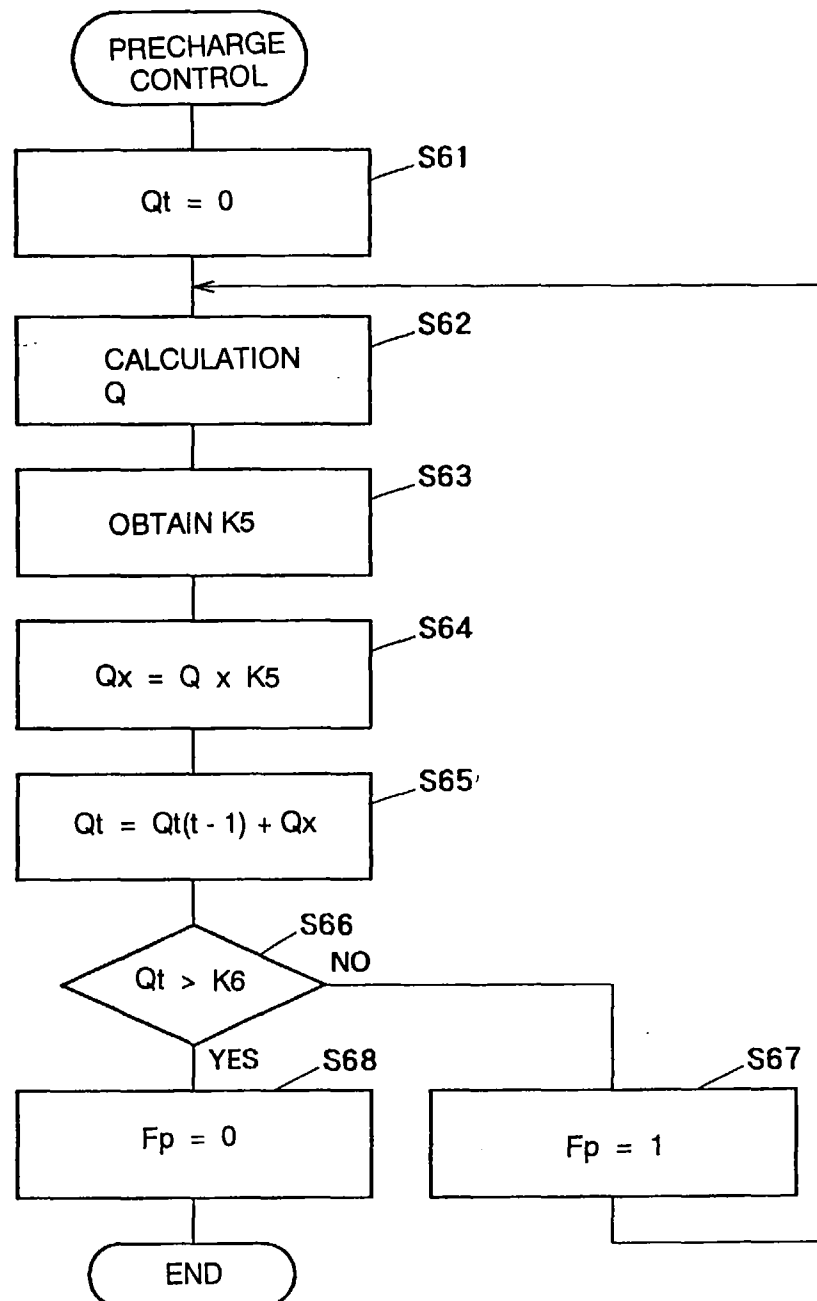 PRECHARGE
CONTROL
S61
Qt = 0
S62
CALCULATION
Q
S63
OBTAIN K5
S64
Qx = Q x K5
S65
Qt = Qt(t - 1) + Qx
S66
Qt > K6
NO
YES
S68
S67
Fp = 0
Fp = 1
END